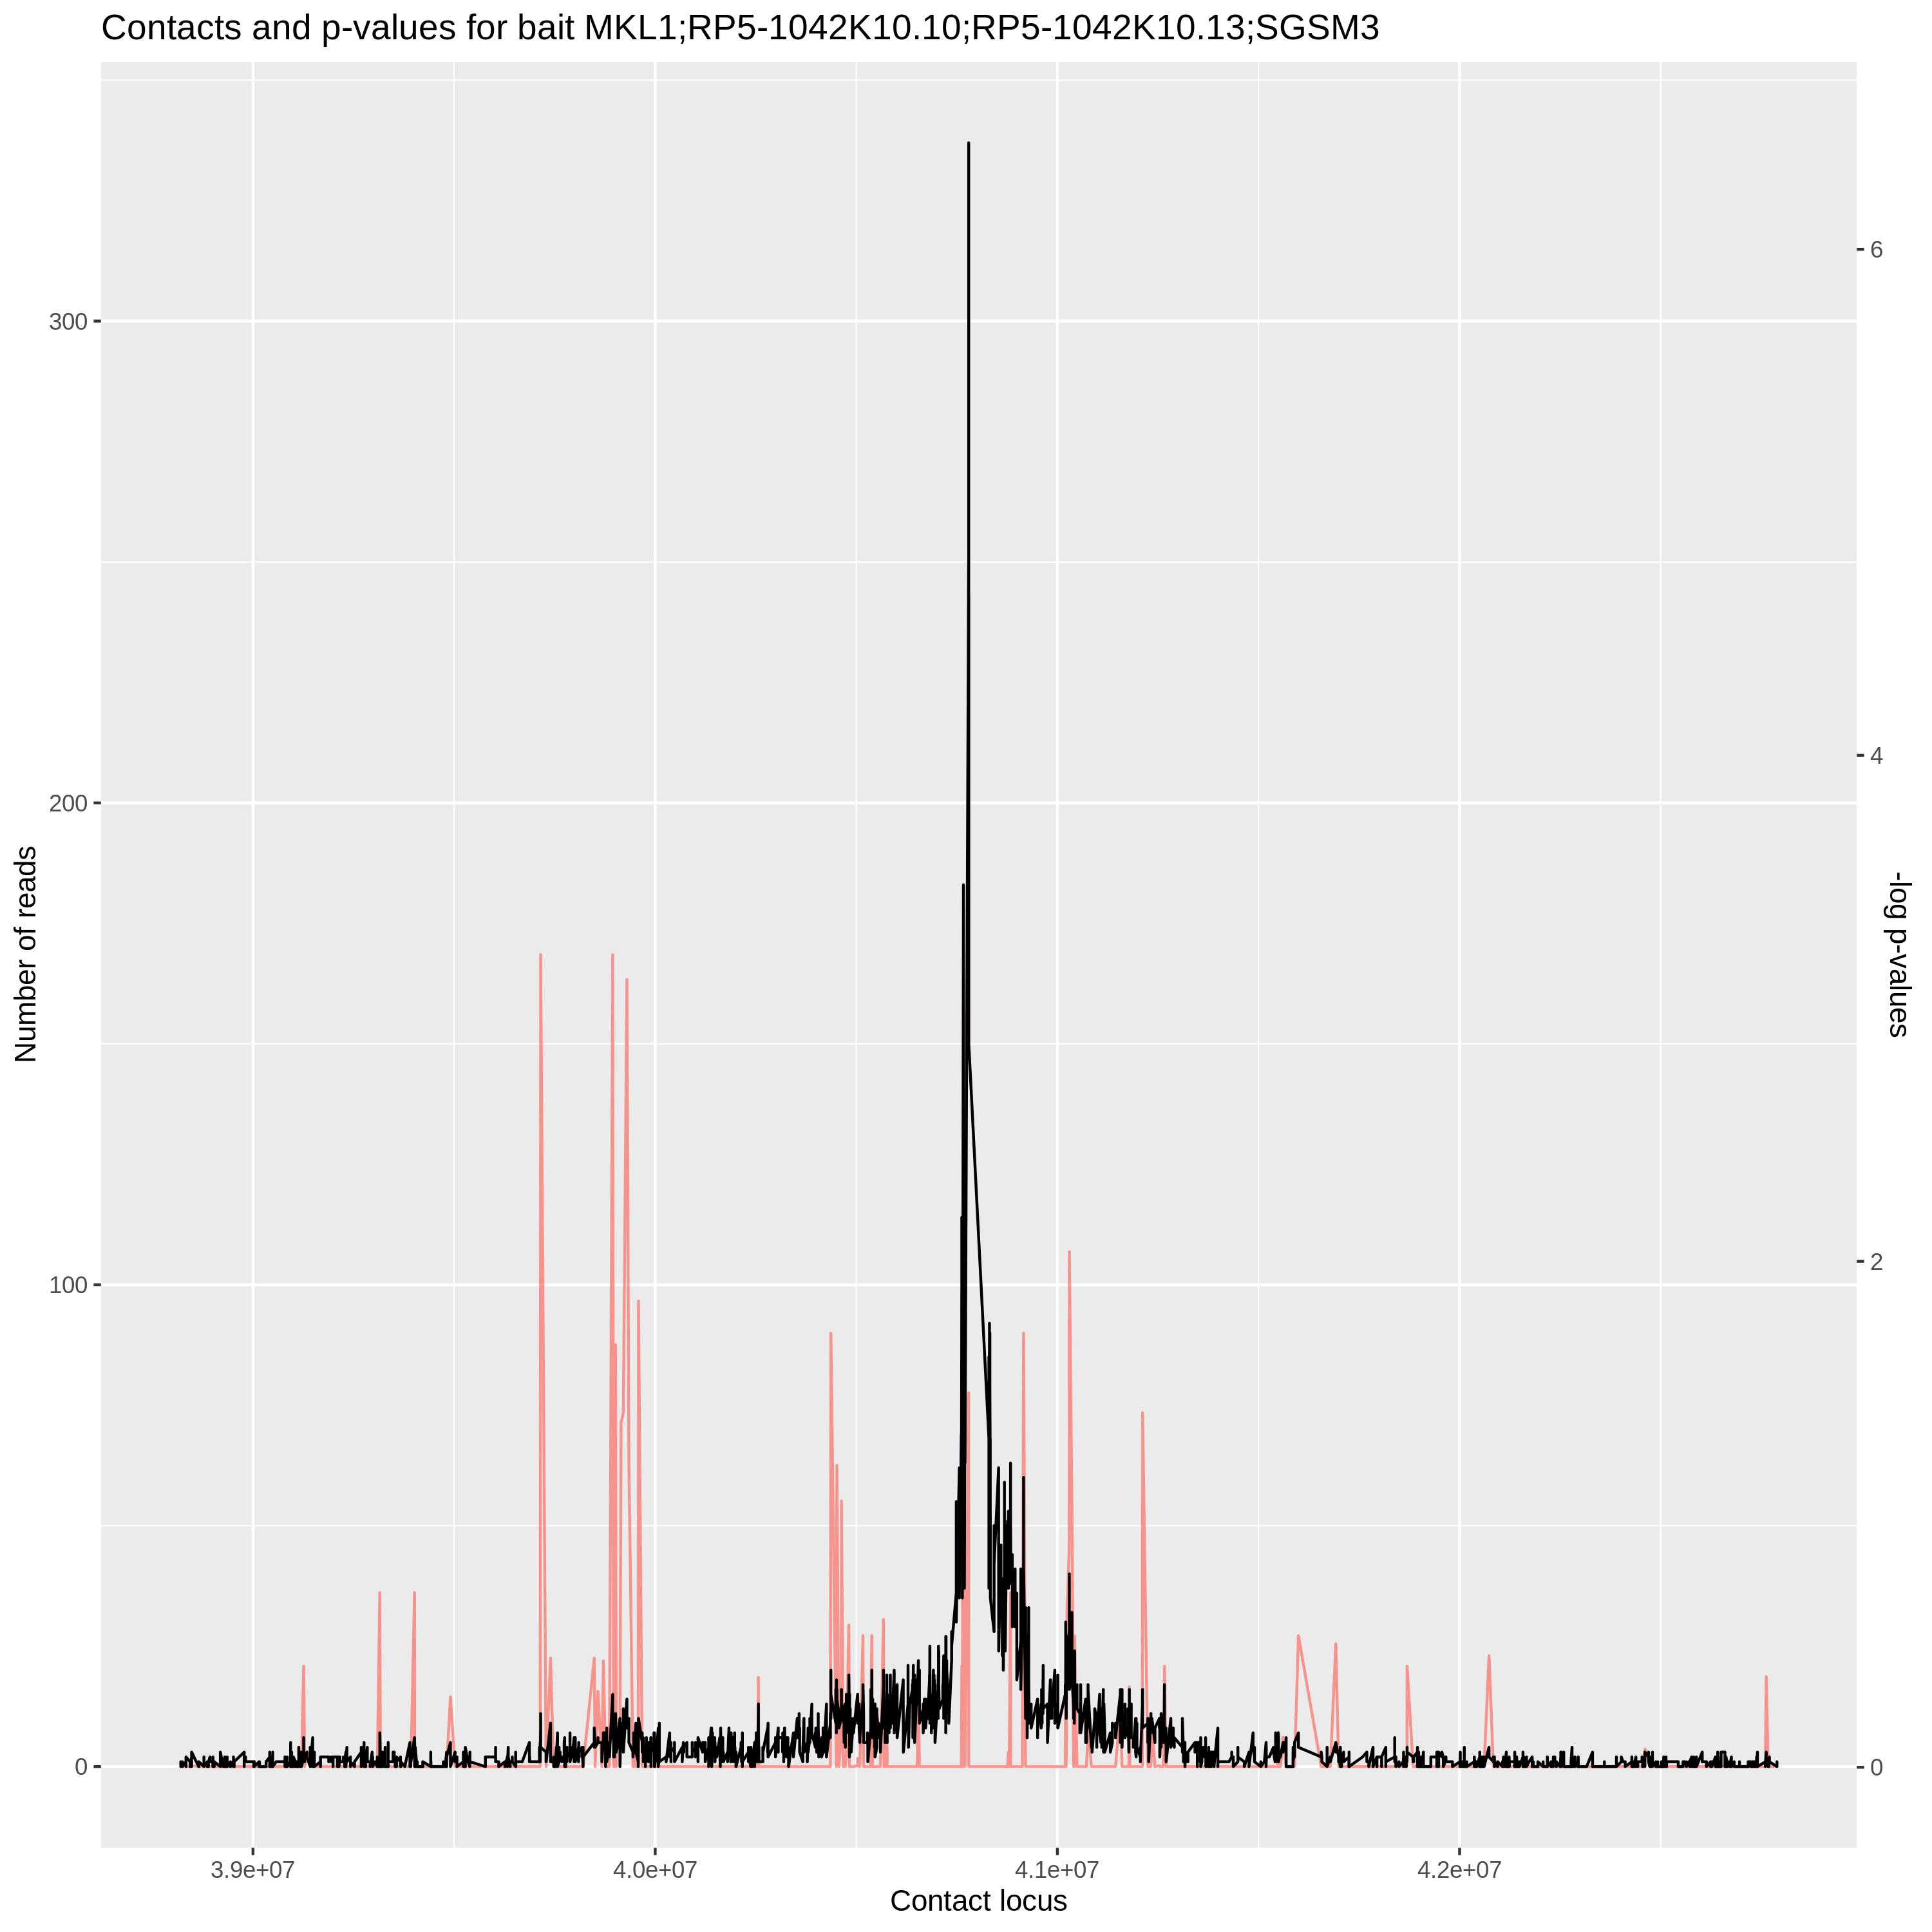 Contacts and p-values for bait MKL1;RP5-1042K10.10;RP5-1042K10.13;SGSM3
6
300
4
200
Number of reads
-log p-values
2
100
0
0
3.9e+07
4.0e+07
4.1e+07
4.2e+07
Contact locus